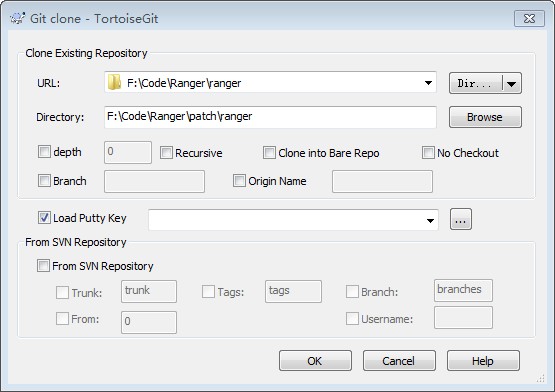 Git clone - TortoiseGit
Clone Existing Repository
URL: F:\Code\Ranger\ranger Dir...
Directory: F:\Code\Ranger\patch\ranger Browse
depth 0 Recursive Clone into Bare Repo No Checkout
Branch Origin Name
Load Putty Key ...
From SVN Repository
From SVN Repository
Trunk: trunk Tags: tags Branch: branches
From: 0 Username:
OK Cancel Help